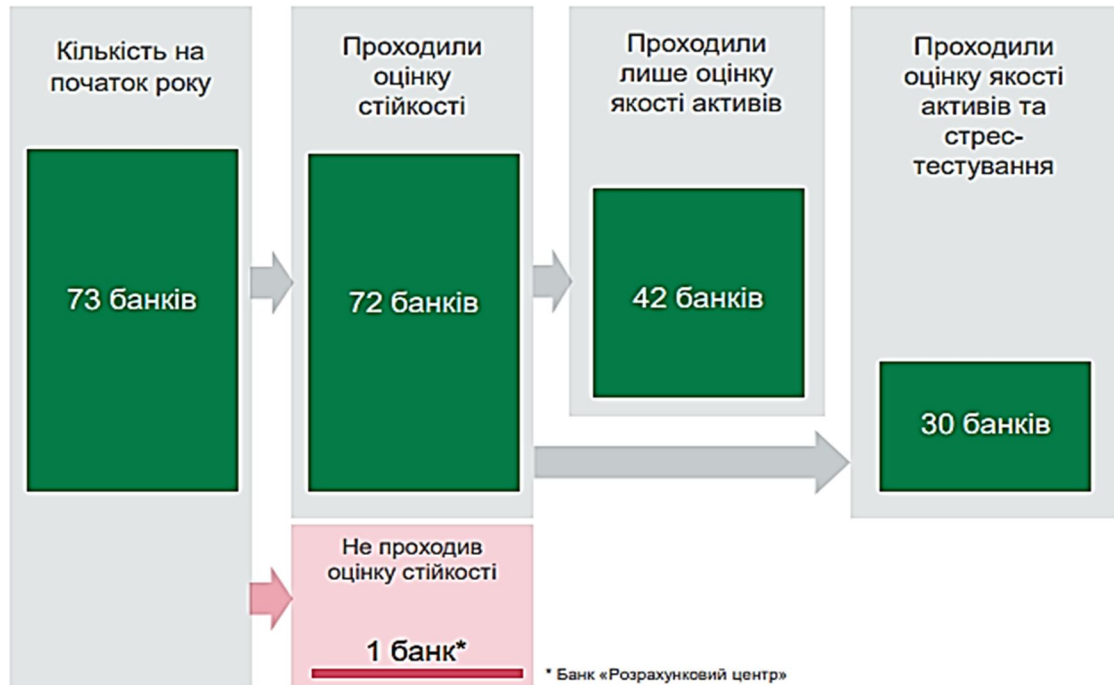 Кількість на
початок року
73 банків
Проходили
оцінку
стійкості
72 банків
Проходили
лише оцінку
якості активів
42 банків
Проходили
оцінку якості
активів та
стрес-
тестування
30 банків
Не проходив
оцінку стійкості
1 банк*
* Банк «Розрахунковий центр»